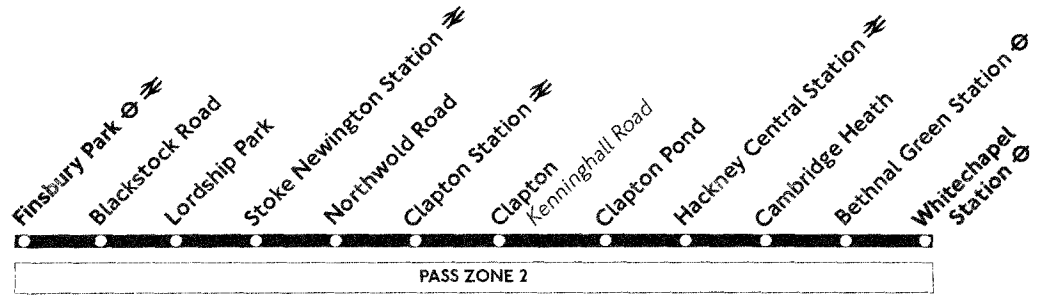 Finsbury Park
Blackstock Road
Lordship Park
Stoke Newington Station
Northwold Road
Clapton Station
Clapton
Kenninghall Road
Clapton Pond
Hackney Central Station
Cambridge Heath
Bethnal Green Station
Whitechapel
Station
PASS ZONE 2